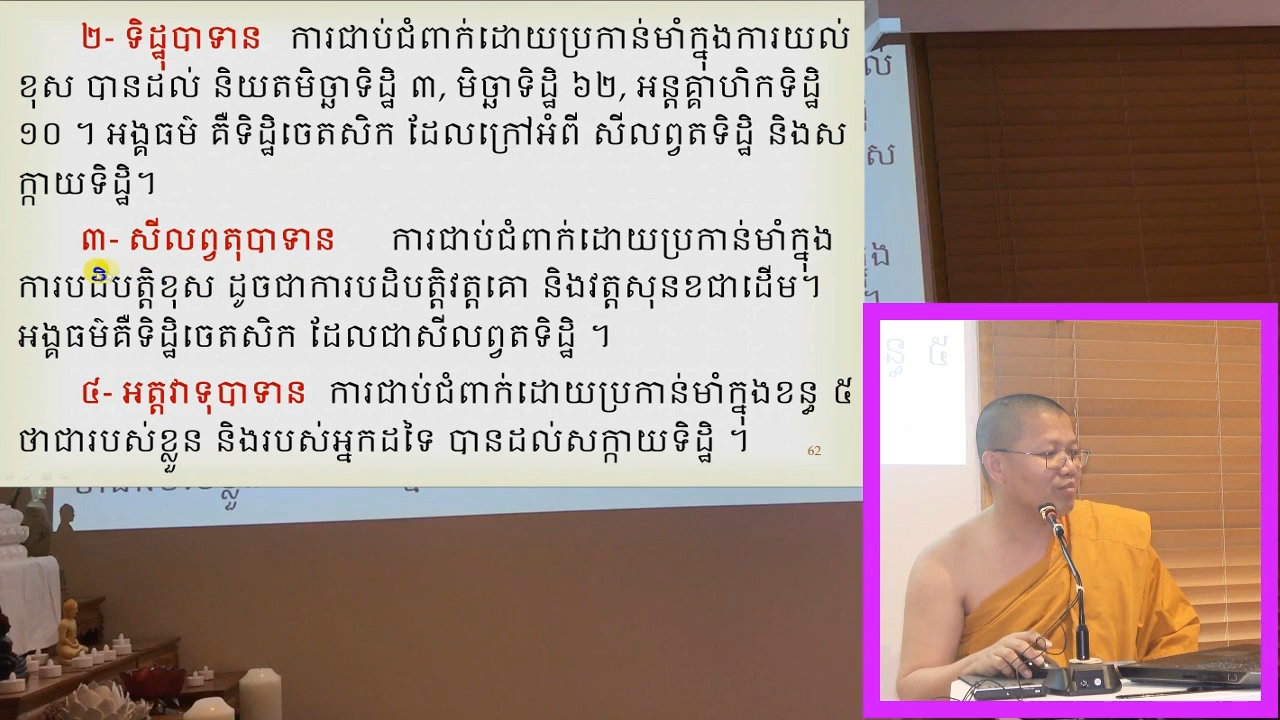 ២- ទិដ្ឋុបាទាន ការជាប់ជំពាក់ដោយប្រកាន់មាំក្នុងការយល់
ខុស បានដល់ និយតមិច្ឆាទិដ្ឋិ ៣, មិច្ឆាទិដ្ឋិ ៦២, អន្តគ្គាហិកទិដ្ឋិ
១០ ។ អង្គធម៌ គឺទិដ្ឋិចេតសិក ដែលក្រៅអំពី សីលព្វតទិដ្ឋិ និងស
ក្កាយទិដ្ឋិ។
៣- សីលព្វតុបាទាន ការជាប់ជំពាក់ដោយប្រកាន់មាំក្នុង
ការបដិបត្តិខុស ដូចជាការបដិបត្តិវត្តគោ និងវត្តសុនខជាដើម។
អង្គធម៌គឺទិដ្ឋិចេតសិក ដែលជាសីលព្វតទិដ្ឋិ ។
៤- អត្តវាទុបាទាន ការជាប់ជំពាក់ដោយប្រកាន់មាំក្នុងខន្ធ ៥
ថាជារបស់ខ្លួន និងរបស់អ្នកដទៃ បានដល់សក្កាយទិដ្ឋិ ។
62